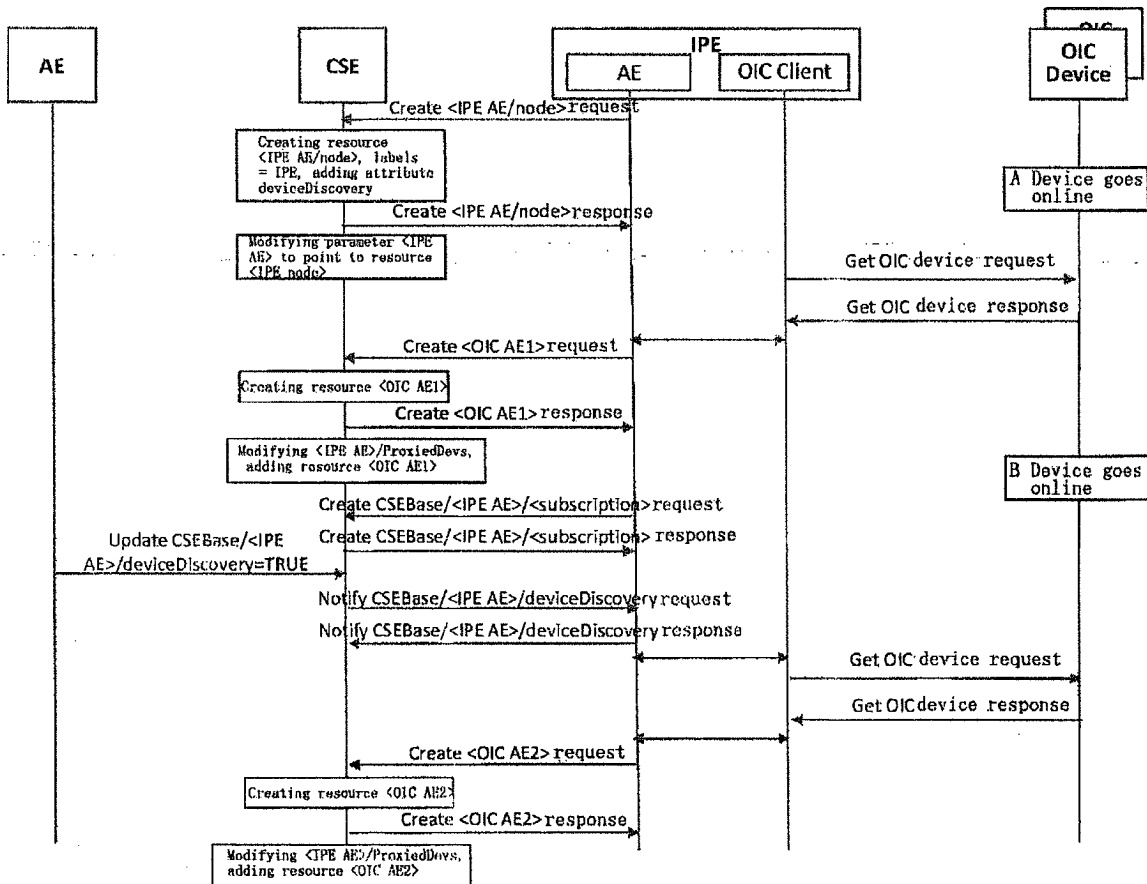 OIC
IPE
AE
CSE
AE
OIC Client
OIC
Device
Create <IPE AE/node>request
Creating resource
<IPE AE/node>, labels
= IPE, adding attribute
deviceDiscovery
A Device goes
online
Create <IPE AE/node>response
Modifying parameter <IPE
AE> to point to resource
<IPE node>
Get OIC device request
Get OIC device response
Create <OIC AE1>request
Creating resource <OIC AE1>
Create <OIC AE1>response
Modifying <IPE AE>/ProxiedDevs,
adding resource <OIC AE1>
B Device goes
online
Create CSEBase/<IPE AE>/<subscription>request
Update CSEBase/<IPE
AE>/deviceDiscovery=TRUE
Create CSEBase/<IPE AE>/<subscription> response
Notify CSEBase/<IPE AE>/deviceDiscovery request
Notify CSEBase/<IPE AE>/deviceDiscovery response
Get OIC device request
Get OIC device response
Create <OIC AE2> request
Creating resource <OIC AE2>
Create <OIC AE2>response
Modifying <IPE AE>/ProxiedDevs,
adding resource <OIC AE2>